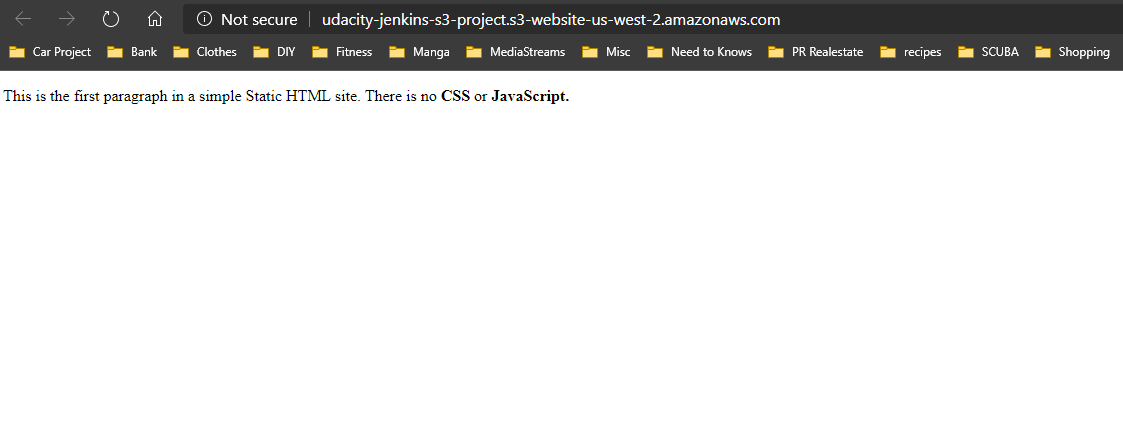 Not secure udacity-jenkins-s3-project.s3-website-us-west-2.amazonaws.com
Car Project Bank Clothes DIY Fitness Manga MediaStreams Misc Need to Knows PR Realestate recipes SCUBA Shopping
This is the first paragraph in a simple Static HTML site. There is no CSS or JavaScript.